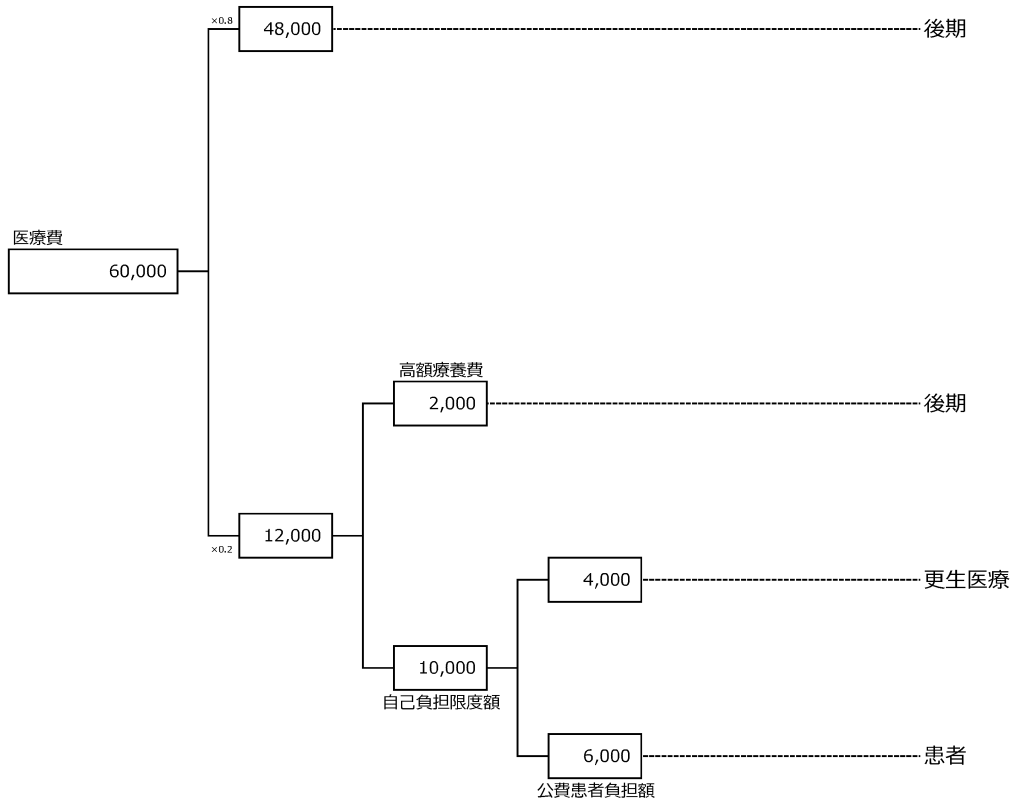 ×0.8
48,000
後期
医療費
60,000
高額療養費
2,000
後期
12,000
×0.2
4,000
更生医療
10,000
自己負担限度額
6,000
患者
公費患者負担額